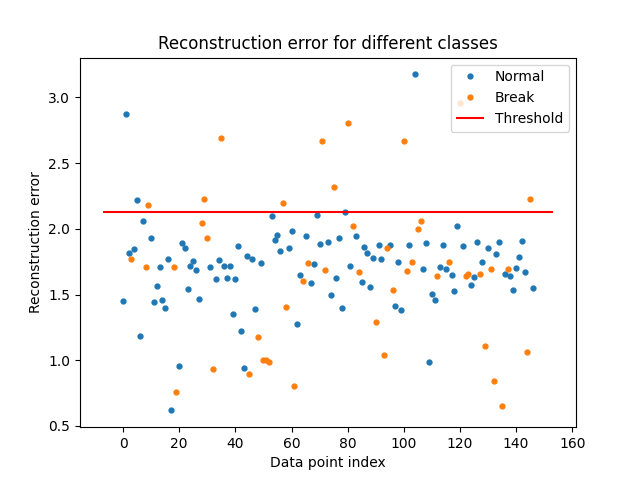 Reconstruction error for different classes
Normal
Break
Threshold
3.0
2.5
2.0
1.5
1.0
0.5
Reconstruction error
0 20 40 60 80 100 120 140 160
Data point index